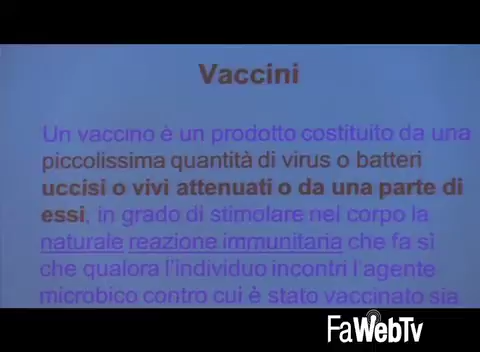 Vaccini
Un vaccino è un prodotto costituito da una
piccolissima quantità di virus o batteri
uccisi o vivi attenuati o da una parte di
essi, in grado di stimolare nel corpo la
naturale reazione immunitaria che fa sì
che qualora l'individuo incontri l'agente
microbico contro cui è stato vaccinato sia
FaWebTv